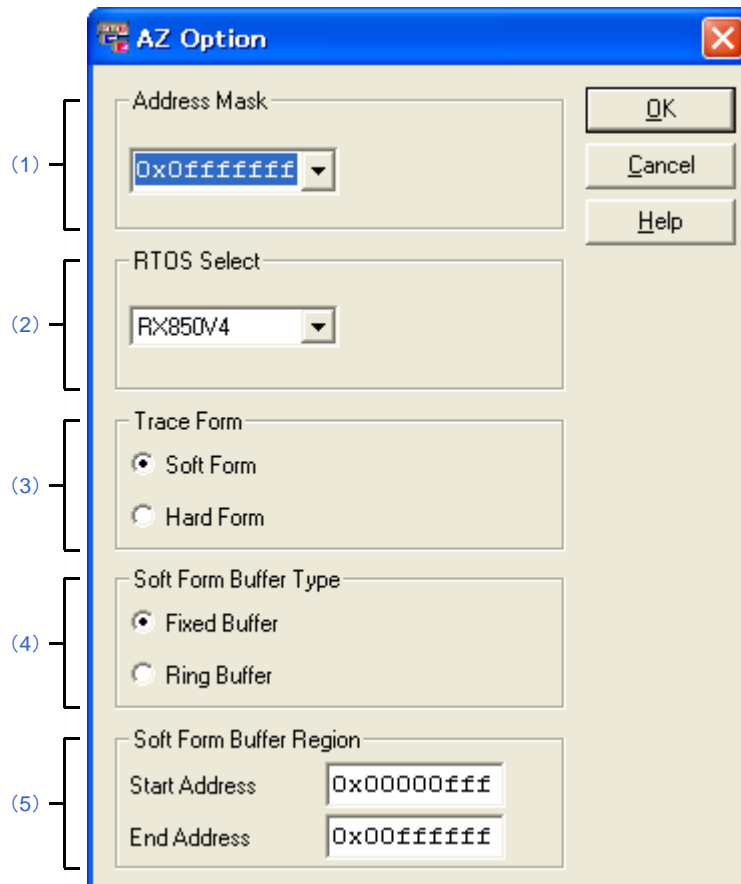 AZ Option
(1)
Address Mask
0x0fffffff
OK
Cancel
Help
(2)
RTOS Select
RX850V4
(3)
Trace Form
Soft Form
Hard Form
(4)
Soft Form Buffer Type
Fixed Buffer
Ring Buffer
(5)
Soft Form Buffer Region
Start Address 0x00000fff
End Address 0x00ffffff